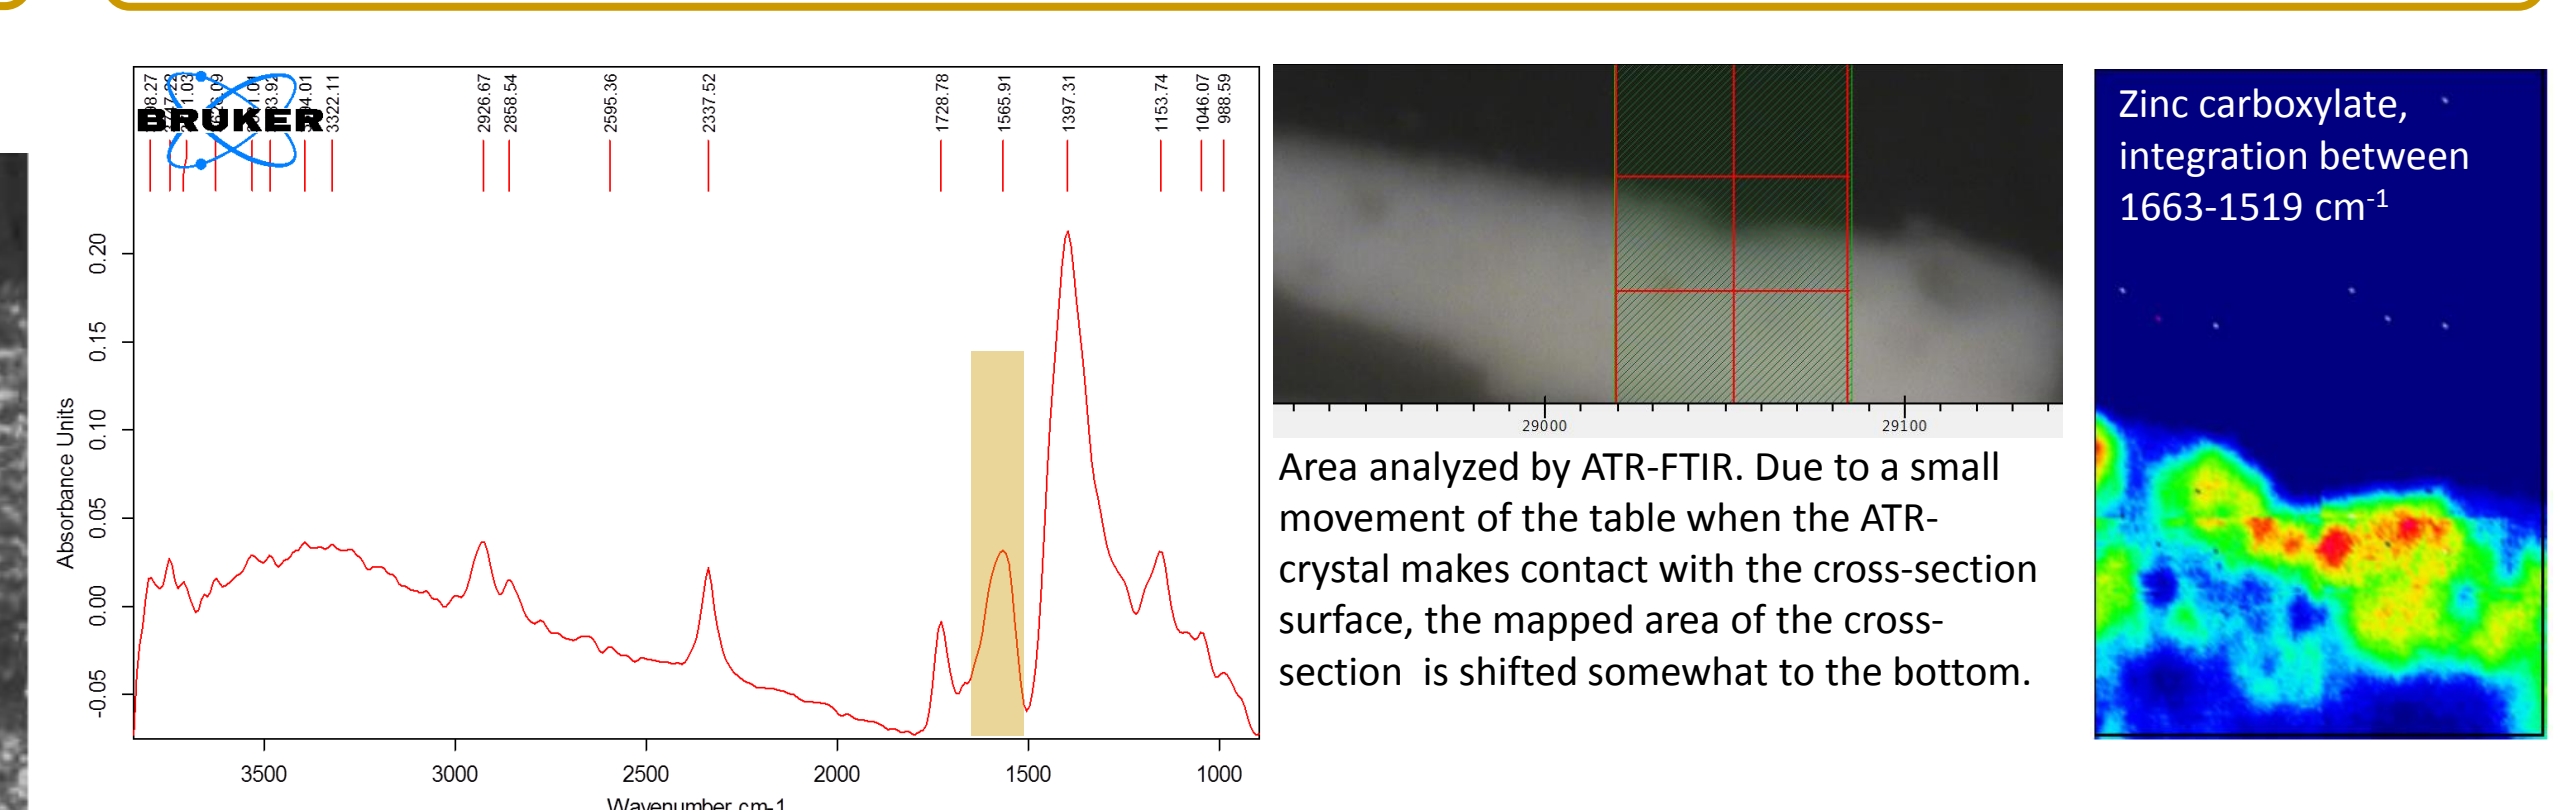 BRUKER
3322.11
2926.67
2858.54
2595.36
2337.52
1728.78
1565.91
1397.31
1153.74
1046.07
988.59
Absorbance Units
0.20
0.15
0.10
0.05
0.00
-0.05
3500 3000 2500 2000 1500 1000
Wavenumber cm-1
29000 29100
Area analyzed by ATR-FTIR. Due to a small
movement of the table when the ATR-
crystal makes contact with the cross-section
surface, the mapped area of the cross-
section is shifted somewhat to the bottom.
Zinc carboxylate,
integration between
1663-1519 cm-1